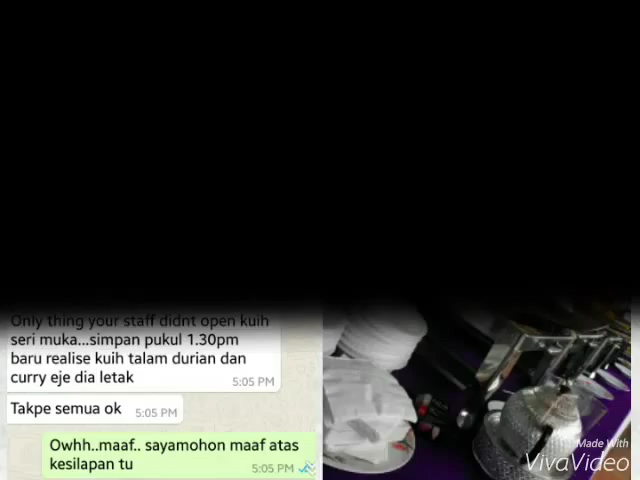 Only thing your staff didnt open kuih
seri muka...simpan pukul 1.30pm
baru realise kuih talam durian dan
curry eje dia letak
5:05 PM
Takpe semua ok
5:05 PM
Owhh..maaf.. sayamohon maaf atas
kesilapan tu
5:05 PM
Made With
VivaVideo